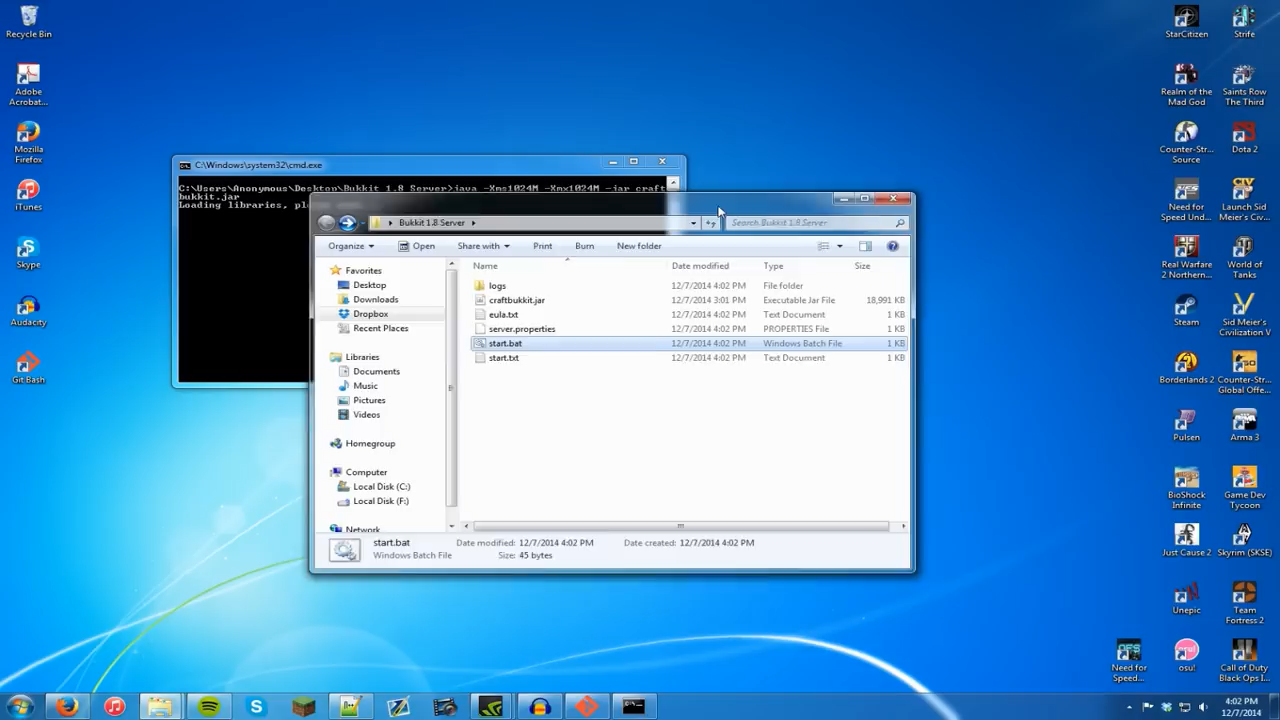 Recycle Bin
Adobe
Acrobat...
Mozilla
Firefox
iTunes
Skype
Audacity
Git Bash
C:\Windows\system32\cmd.exe
C:\Users\Anonymous\Desktop\Bukkit 1.8 Server>java -Xms1024M -Xmx1024M -jar craft
bukkit.jar
Loading libraries,
Bukkit 1.8 Server
Search Bukkit 1.8 Server
Organize Open Share with Print Burn New folder
Name Date modified Type Size
logs 12/7/2014 4:02 PM File folder
craftbukkit.jar 12/7/2014 3:01 PM Executable Jar File 18,991 KB
eula.txt 12/7/2014 4:02 PM Text Document 1 KB
server.properties 12/7/2014 4:02 PM PROPERTIES File 1 KB
start.bat 12/7/2014 4:02 PM Windows Batch File 1 KB
start.txt 12/7/2014 4:02 PM Text Document 1 KB
Favorites
Desktop
Downloads
Dropbox
Recent Places
Libraries
Documents
Music
Pictures
Videos
Homegroup
Computer
Local Disk (C:)
Local Disk (F:)
Network
start.bat Date modified: 12/7/2014 4:02 PM Date created: 12/7/2014 4:02 PM
Windows Batch File Size: 45 bytes
StarCitizen
Strife
Realm of the
Mad God
Saints Row
The Third
Counter-Str...
Source
Dota 2
Need for
Speed Und...
Launch Sid
Meier's Civ...
Real Warfare
2 Northern...
World of
Tanks
Steam
Sid Meier's
Civilization V
Borderlands 2
Counter-Str...
Global Offe...
Pulsen
Arma 3
BioShock
Infinite
Game Dev
Tycoon
Just Cause 2
Skyrim (SKSE)
Unepic
Team
Fortress 2
Need for
Speed...
osu!
Call of Duty
Black Ops I...
4:02 PM
12/7/2014